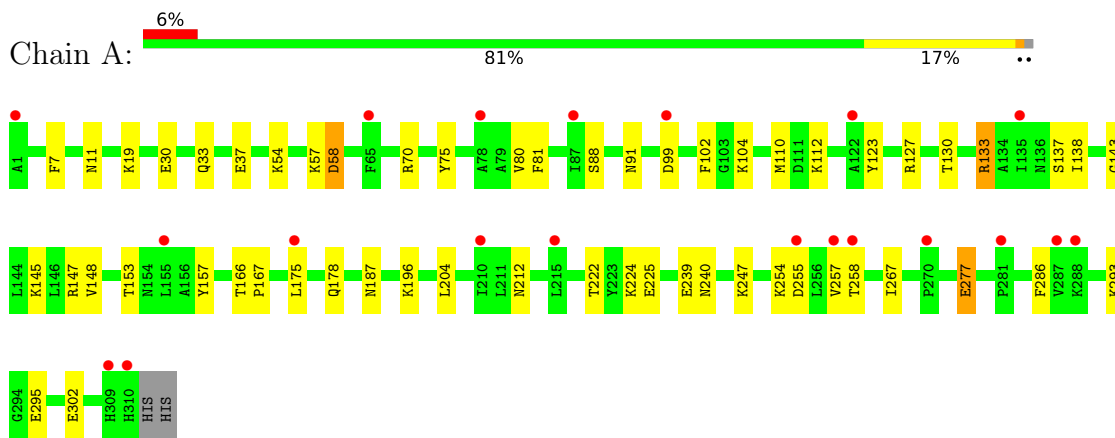 6%
Chain A:
81% 17% ••
A1 F7 N11 K19 E30 Q33 E37 K54 K57 D58 F65 R70 Y75 A78 A79 V80 F81 I87 S88 N91 D99 F102 G103 K104 M110 D111 K112 A122 Y123 R127 T130 R133 A134 I135 N136 S137 I138 G143
L144 K145 L146 R147 V148 T153 N154 L155 A156 Y157 T166 P167 L175 Q178 N187 K196 L204 I210 L211 N212 L215 T222 Y223 K224 E225 E239 N240 K247 K254 D255 L256 V257 T258 I267 P270 E277 P281 F286 V287 K288 K293
G294 E295 E302 H309 H310 HIS HIS